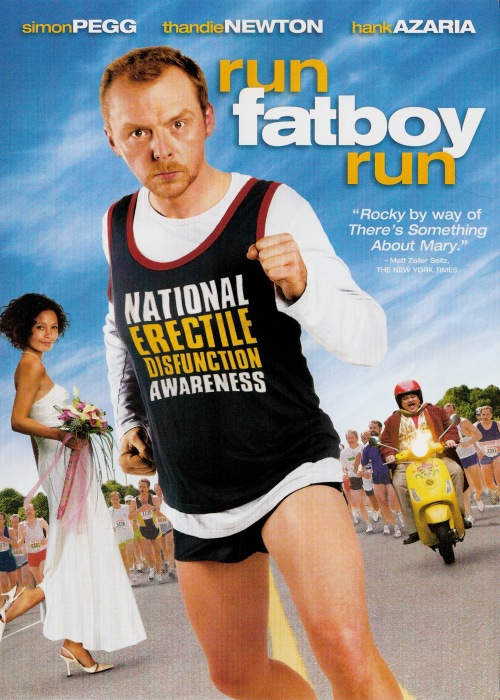 simonPEGG thandieNEWTON hankAZARIA
run
fatboy
run
“Rocky by way of
There’s Something
About Mary.”
- Matt Zoller Seitz,
THE NEW YORK TIMES
NATIONAL
ERECTILE
DISFUNCTION
AWARENESS